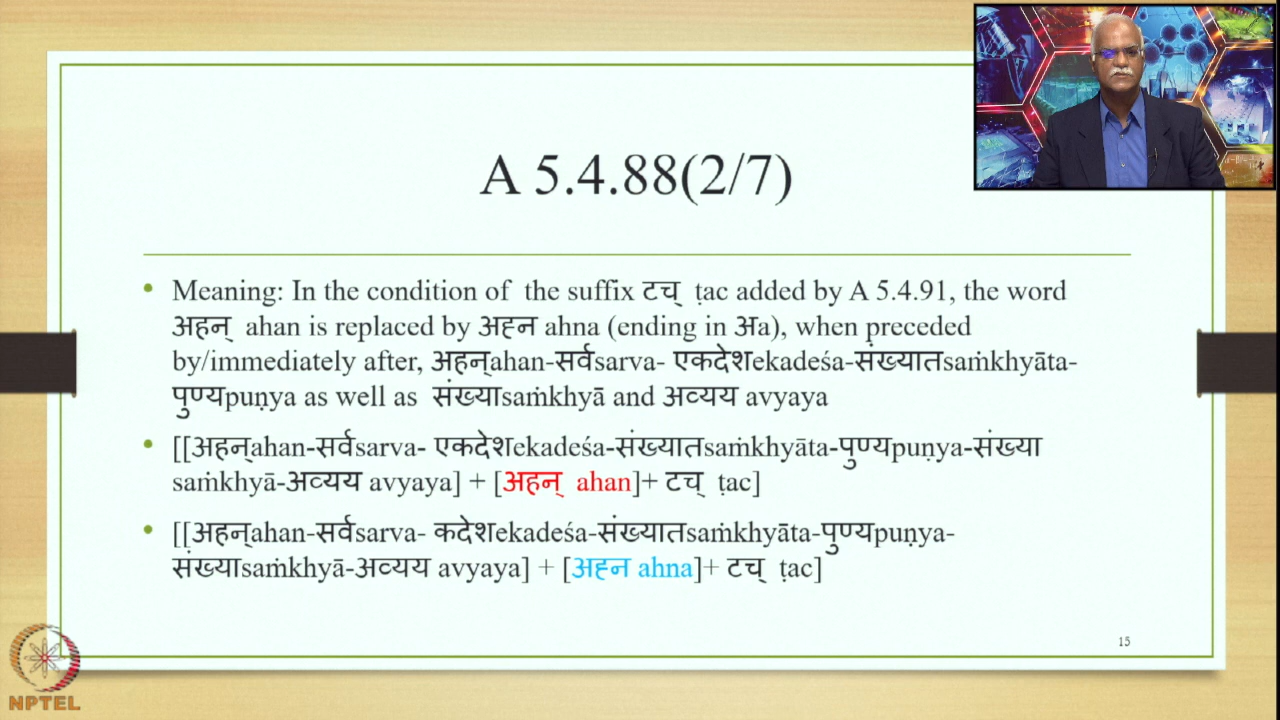 A 5.4.88(2/7)
• Meaning: In the condition of the suffix टच् ṭac added by A 5.4.91, the word
अहन् ahan is replaced by अह्न ahna (ending in अa), when preceded
by/immediately after, अहन्ahan-सर्वsarva- एकदेशekadeśa-संख्यातsaṁkhyāta-
पुण्यpuṇya as well as संख्याsaṁkhyā and अव्यय avyaya
• [[अहन्ahan-सर्वsarva- एकदेशekadeśa-संख्यातsaṁkhyāta-पुण्यpuṇya-संख्या
saṁkhyā-अव्यय avyaya] + [अहन् ahan]+ टच् ṭac]
• [[अहन्ahan-सर्वsarva- कदेशekadeśa-संख्यातsaṁkhyāta-पुण्यpuṇya-
संख्याsaṁkhyā-अव्यय avyaya] + [अह्न ahna]+ टच् ṭac]
15
NPTEL